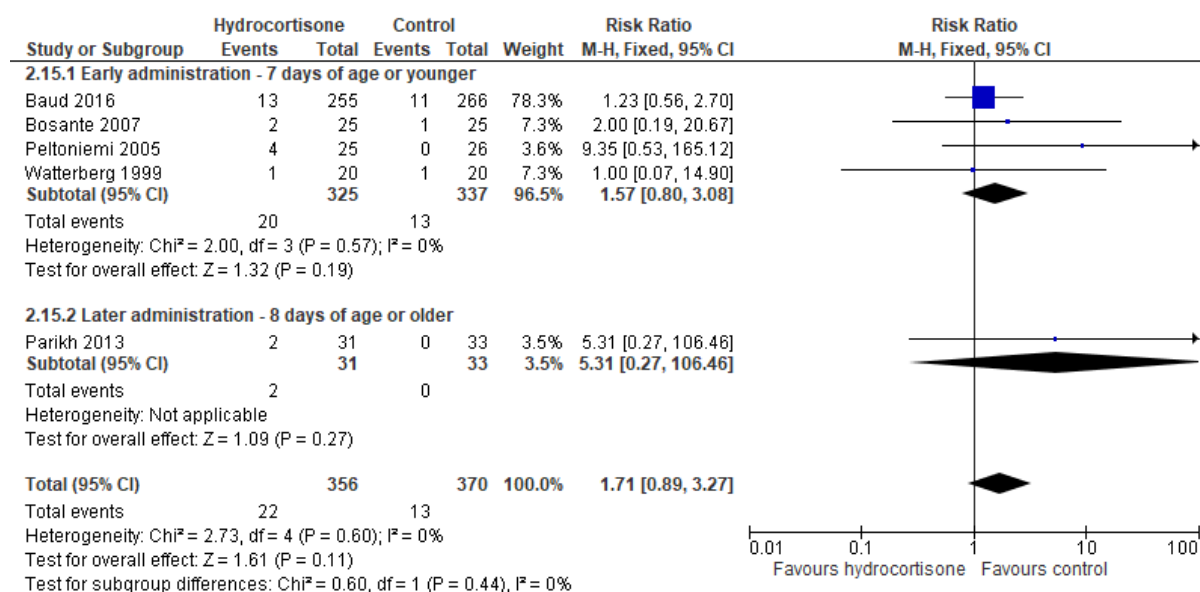 Hydrocortisone Control Risk Ratio Risk Ratio
Study or Subgroup Events Total Events Total Weight M-H, Fixed, 95% CI M-H, Fixed, 95% CI
2.15.1 Early administration - 7 days of age or younger
Baud 2016 13 255 11 266 78.3% 1.23 [0.56, 2.70]
Bosante 2007 2 25 1 25 7.3% 2.00 [0.19, 20.67]
Peltoniemi 2005 4 25 0 26 3.6% 9.35 [0.53, 165.12]
Watterberg 1999 1 20 1 20 7.3% 1.00 [0.07, 14.90]
Subtotal (95% CI) 325 337 96.5% 1.57 [0.80, 3.08]
Total events 20 13
Heterogeneity: Chi² = 2.00, df = 3 (P = 0.57); I² = 0%
Test for overall effect: Z = 1.32 (P = 0.19)
2.15.2 Later administration - 8 days of age or older
Parikh 2013 2 31 0 33 3.5% 5.31 [0.27, 106.46]
Subtotal (95% CI) 31 33 3.5% 5.31 [0.27, 106.46]
Total events 2 0
Heterogeneity: Not applicable
Test for overall effect: Z = 1.09 (P = 0.27)
Total (95% CI) 356 370 100.0% 1.71 [0.89, 3.27]
Total events 22 13
Heterogeneity: Chi² = 2.73, df = 4 (P = 0.60); I² = 0%
Test for overall effect: Z = 1.61 (P = 0.11)
Test for subgroup differences: Chi² = 0.60, df = 1 (P = 0.44), I² = 0%
0.01 0.1 1 10 100
Favours hydrocortisone Favours control